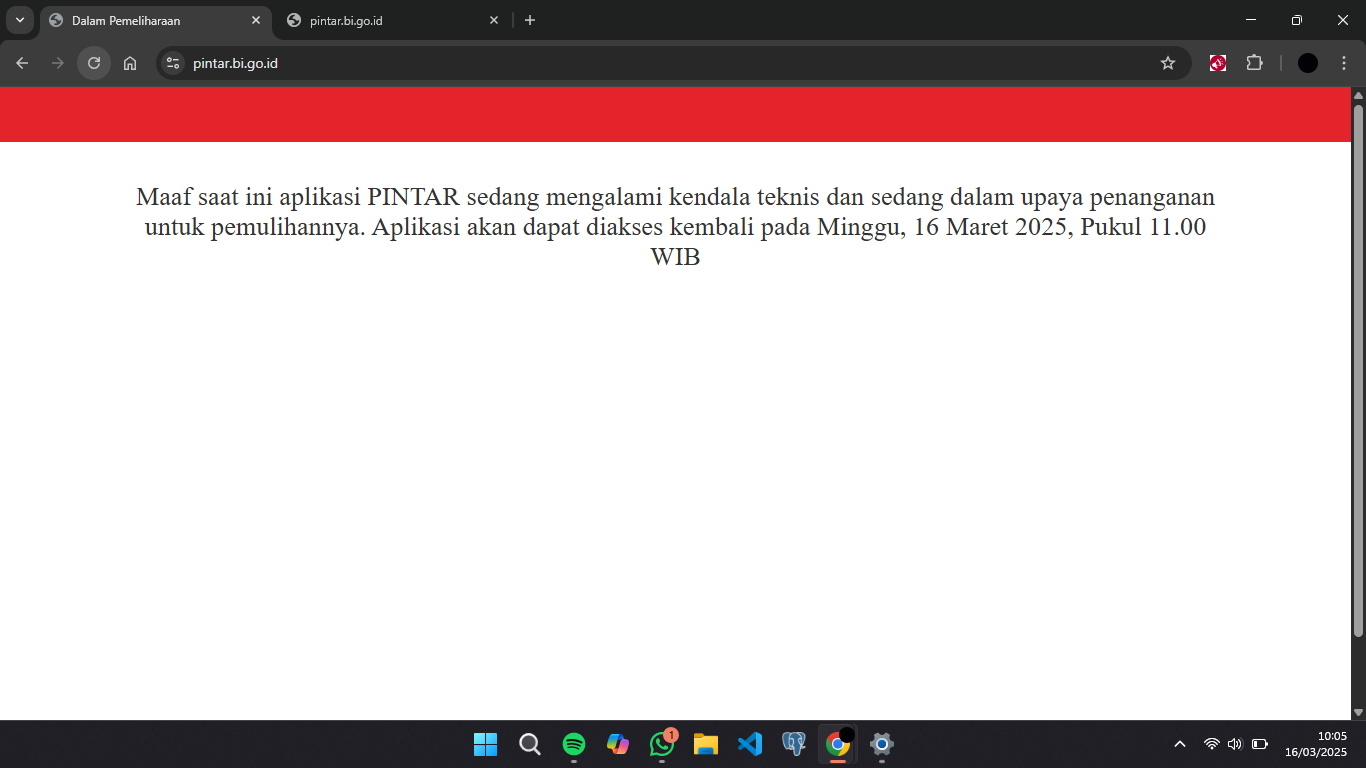 Dalam Pemeliharaan
pintar.bi.go.id
pintar.bi.go.id
Maaf saat ini aplikasi PINTAR sedang mengalami kendala teknis dan sedang dalam upaya penanganan
untuk pemulihannya. Aplikasi akan dapat diakses kembali pada Minggu, 16 Maret 2025, Pukul 11.00
WIB
1
10:05
16/03/2025